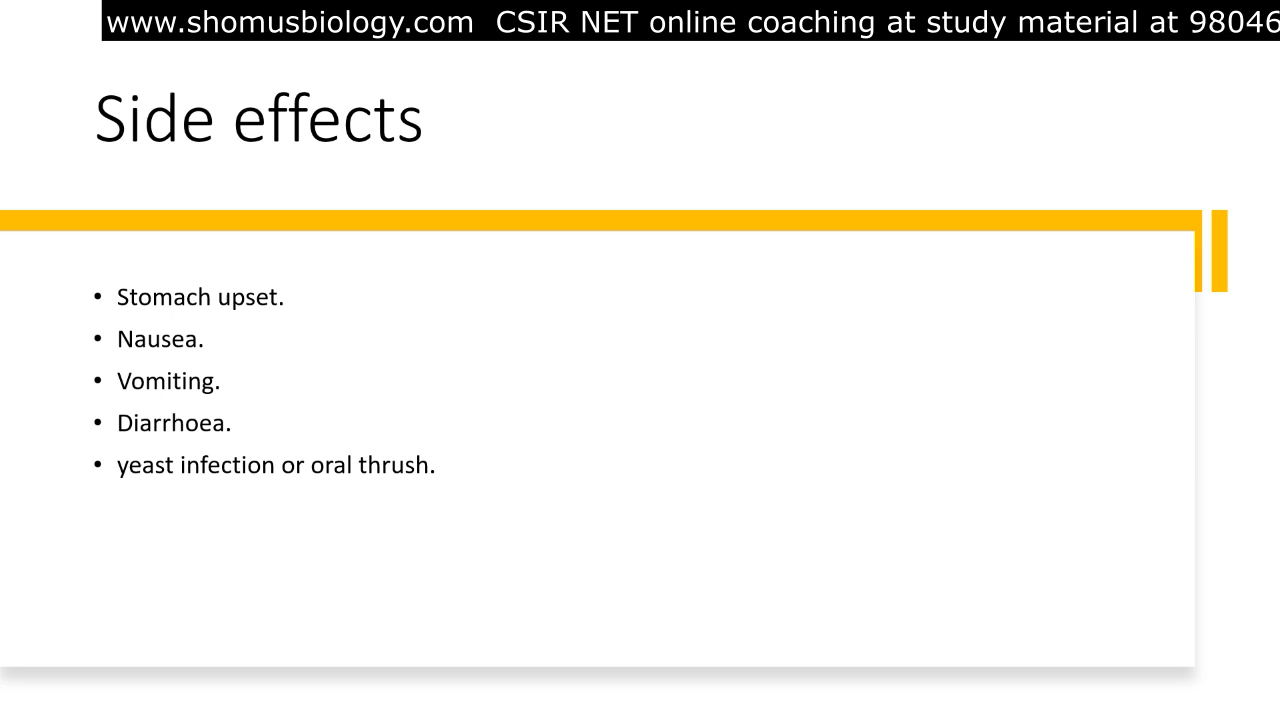 www.shomusbiology.com CSIR NET online coaching at study material at 98046
Side effects
• Stomach upset.
• Nausea.
• Vomiting.
• Diarrhoea.
• yeast infection or oral thrush.